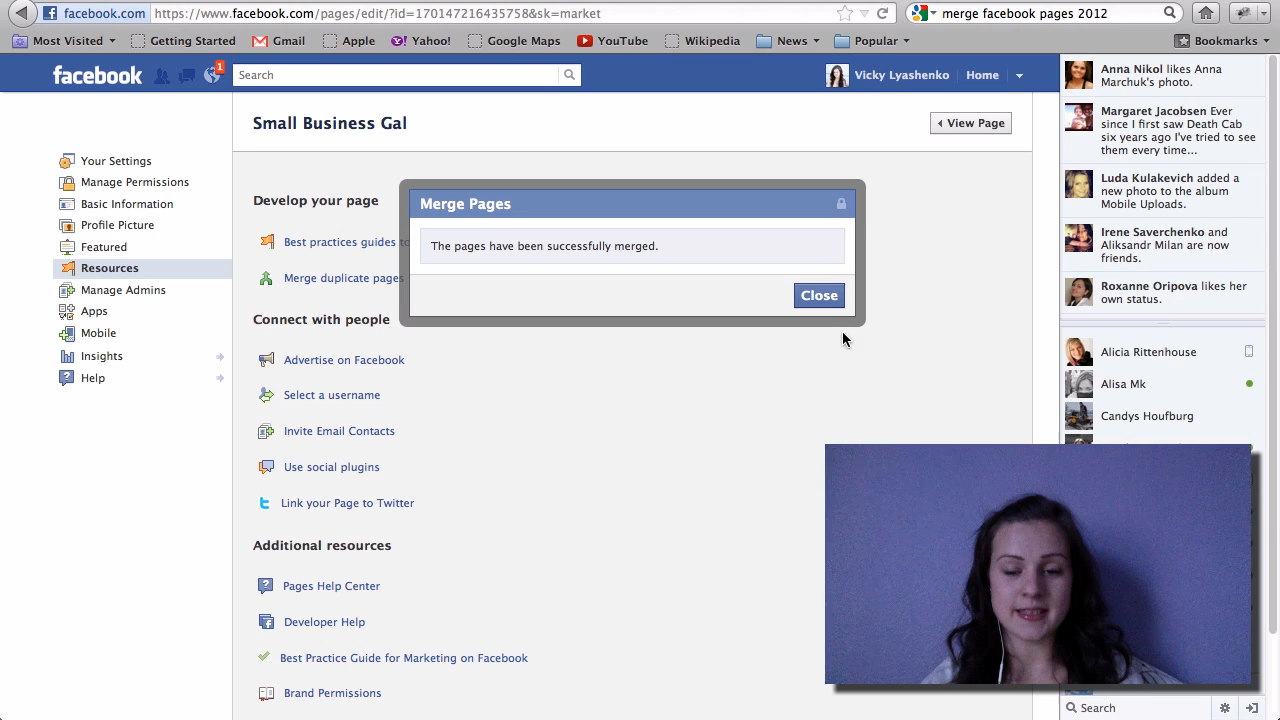 facebook.com
https://www.facebook.com/pages/edit/?id=170147216435758&sk=market
merge facebook pages 2012
Most Visited
Getting Started
Gmail
Apple
Yahoo!
Google Maps
YouTube
Wikipedia
News
Popular
Bookmarks
facebook
1
Search
Vicky Lyashenko
Home
Small Business Gal
View Page
Your Settings
Manage Permissions
Basic Information
Profile Picture
Featured
Resources
Manage Admins
Apps
Mobile
Insights
Help
Develop your page
Best practices guides to
Merge duplicate pages
Merge Pages
The pages have been successfully merged.
Close
Connect with people
Advertise on Facebook
Select a username
Invite Email Contacts
Use social plugins
Link your Page to Twitter
Additional resources
Pages Help Center
Developer Help
Best Practice Guide for Marketing on Facebook
Brand Permissions
Anna Nikol likes Anna
Marchuk's photo.
Margaret Jacobsen Ever
since I first saw Death Cab
six years ago I've tried to see
them every time...
Luda Kulakevich added a
new photo to the album
Mobile Uploads.
Irene Saverchenko and
Aliksandr Milan are now
friends.
Roxanne Oripova likes her
own status.
Alicia Rittenhouse
Alisa Mk
Candys Houfburg
Search